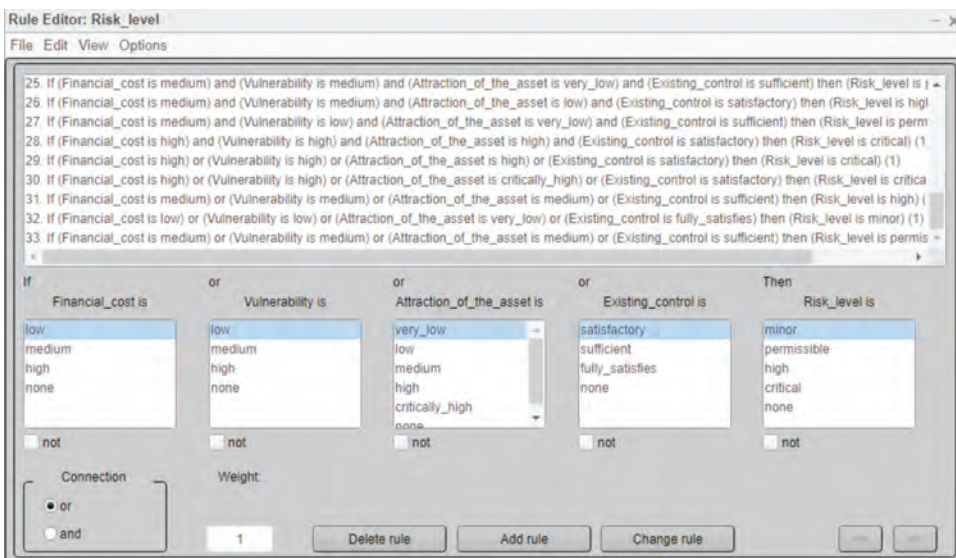 Rule Editor: Risk_level
File Edit View Options
25. If (Financial_cost is medium) and (Vulnerability is medium) and (Attraction_of_the_asset is very_low) and (Existing_control is sufficient) then (Risk_level is
26. If (Financial_cost is medium) and (Vulnerability is medium) and (Attraction_of_the_asset is low) and (Existing_control is satisfactory) then (Risk_level is higl
27. If (Financial_cost is medium) and (Vulnerability is low) and (Attraction_of_the_asset is very_low) and (Existing_control is sufficient) then (Risk_level is perm
28. If (Financial_cost is high) and (Vulnerability is high) and (Attraction_of_the_asset is high) and (Existing_control is satisfactory) then (Risk_level is critical) (1
29. If (Financial_cost is high) or (Vulnerability is high) or (Attraction_of_the_asset is high) or (Existing_control is satisfactory) then (Risk_level is critical) (1)
30. If (Financial_cost is high) or (Vulnerability is high) or (Attraction_of_the_asset is critically_high) or (Existing_control is satisfactory) then (Risk_level is critica
31. If (Financial_cost is medium) or (Vulnerability is medium) or (Attraction_of_the_asset is medium) or (Existing_control is sufficient) then (Risk_level is high) (
32. If (Financial_cost is low) or (Vulnerability is low) or (Attraction_of_the_asset is very_low) or (Existing_control is fully_satisfies) then (Risk_level is minor) (1)
33. If (Financial_cost is medium) or (Vulnerability is medium) or (Attraction_of_the_asset is medium) or (Existing_control is sufficient) then (Risk_level is permis
If or or or Then
Financial_cost is Vulnerability is Attraction_of_the_asset is Existing_control is Risk_level is
low low very_low satisfactory minor
medium medium low sufficient permissible
high high medium fully_satisfies high
none none high none critical
critically_high none
none
not not not not not
Connection Weight:
or
and 1 Delete rule Add rule Change rule